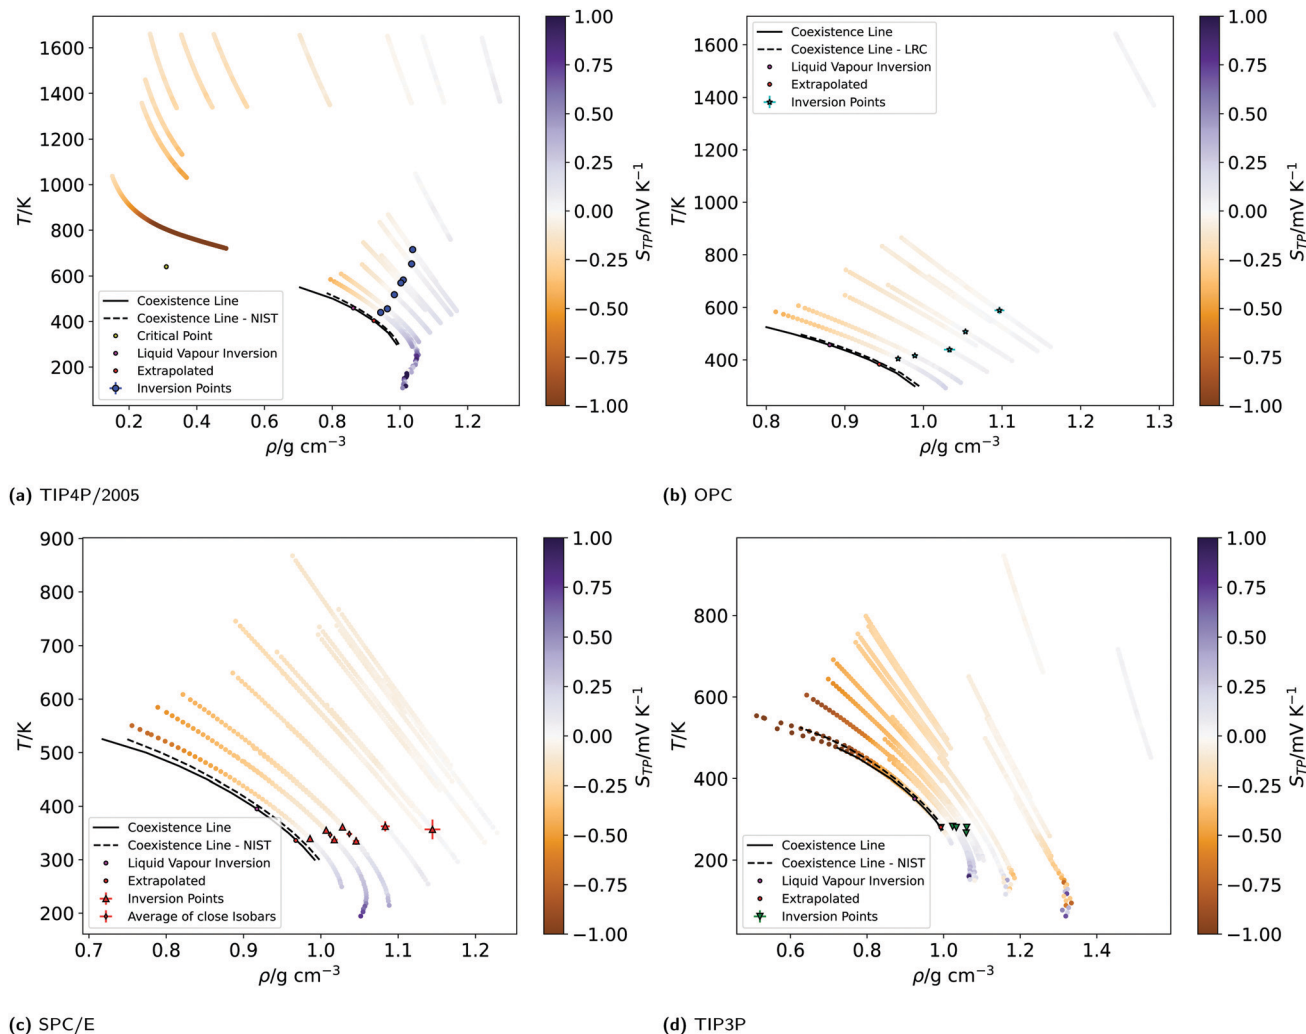 1600
1400
1200
1000
800
600
400
200
T/K
0.2 0.4 0.6 0.8 1.0 1.2
ρ/g cm⁻³
Coexistence Line
Coexistence Line - NIST
Critical Point
Liquid Vapour Inversion
Extrapolated
Inversion Points
1.00
0.75
0.50
0.25
0.00
−0.25
−0.50
−0.75
−1.00
S_TP/mV K⁻¹
(a) TIP4P/2005
1600
1400
1200
1000
800
600
400
T/K
0.8 0.9 1.0 1.1 1.2 1.3
ρ/g cm⁻³
Coexistence Line
Coexistence Line - LRC
Liquid Vapour Inversion
Extrapolated
Inversion Points
1.00
0.75
0.50
0.25
0.00
−0.25
−0.50
−0.75
−1.00
S_TP/mV K⁻¹
(b) OPC
900
800
700
600
500
400
300
200
T/K
0.7 0.8 0.9 1.0 1.1 1.2
ρ/g cm⁻³
Coexistence Line
Coexistence Line - NIST
Liquid Vapour Inversion
Extrapolated
Inversion Points
Average of close Isobars
1.00
0.75
0.50
0.25
0.00
−0.25
−0.50
−0.75
−1.00
S_TP/mV K⁻¹
(c) SPC/E
800
600
400
200
T/K
0.6 0.8 1.0 1.2 1.4
ρ/g cm⁻³
Coexistence Line
Coexistence Line - NIST
Liquid Vapour Inversion
Extrapolated
Inversion Points
1.00
0.75
0.50
0.25
0.00
−0.25
−0.50
−0.75
−1.00
S_TP/mV K⁻¹
(d) TIP3P